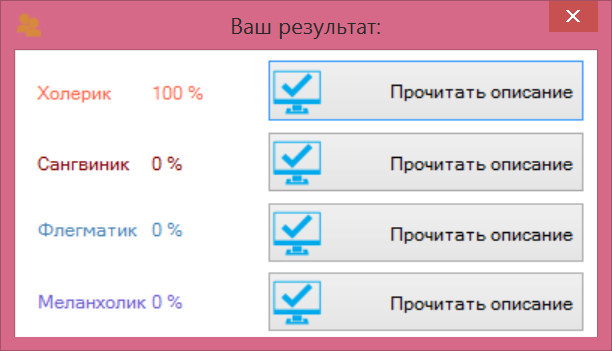 Ваш результат:
Холерик 100 % Прочитать описание
Сангвиник 0 % Прочитать описание
Флегматик 0 % Прочитать описание
Меланхолик 0 % Прочитать описание